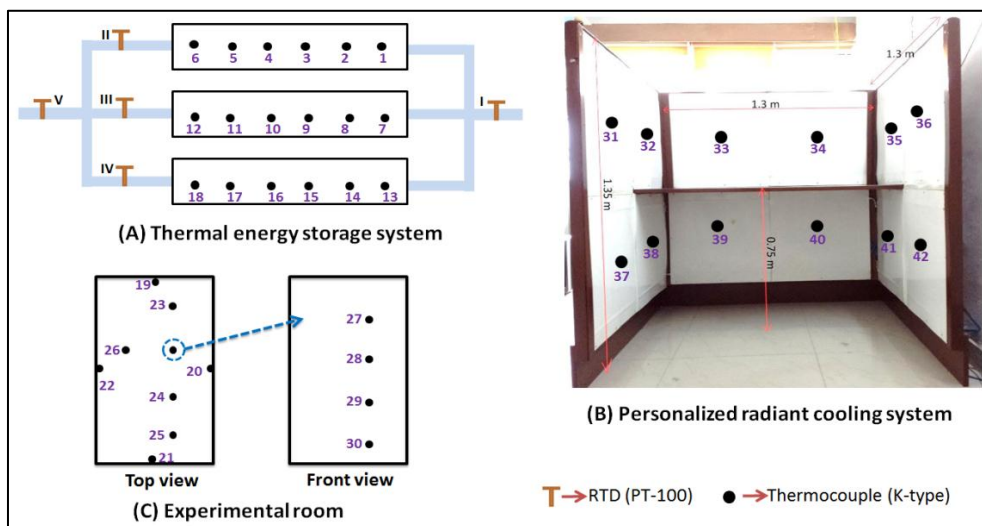 II
6 5 4 3 2 1
V
III
I
12 11 10 9 8 7
IV
18 17 16 15 14 13
(A) Thermal energy storage system
1.3 m
1.3 m
31 32 33 34 35 36
1.35 m
0.75 m
37 38 39 40 41 42
(B) Personalized radiant cooling system
19
23
26
22
20
24
25
21
Top view
27
28
29
30
Front view
(C) Experimental room
RTD (PT-100)
Thermocouple (K-type)